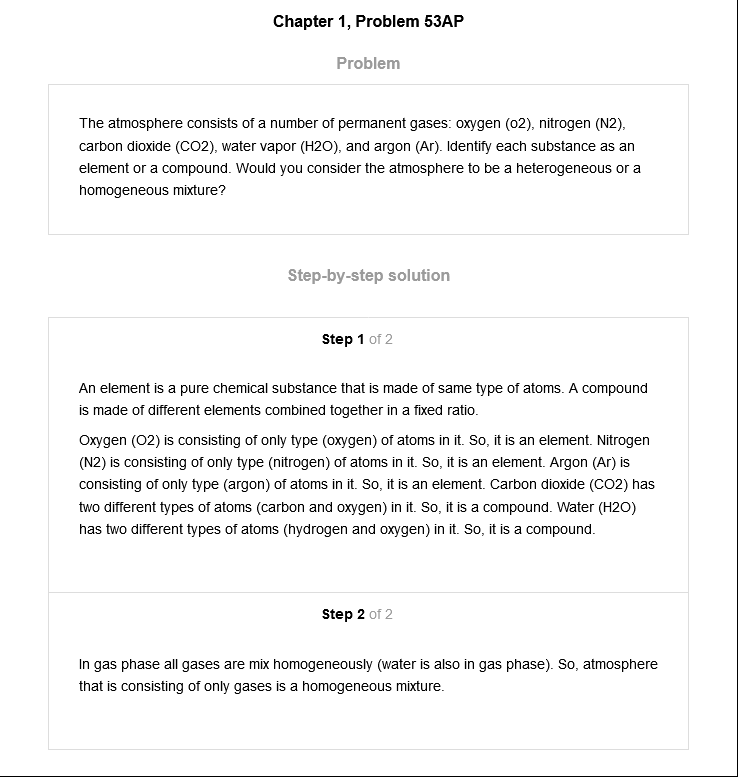 Chapter 1, Problem 53AP
Problem
The atmosphere consists of a number of permanent gases: oxygen (o2), nitrogen (N2),
carbon dioxide (CO2), water vapor (H2O), and argon (Ar). Identify each substance as an
element or a compound. Would you consider the atmosphere to be a heterogeneous or a
homogeneous mixture?
Step-by-step solution
Step 1 of 2
An element is a pure chemical substance that is made of same type of atoms. A compound
is made of different elements combined together in a fixed ratio.
Oxygen (O2) is consisting of only type (oxygen) of atoms in it. So, it is an element. Nitrogen
(N2) is consisting of only type (nitrogen) of atoms in it. So, it is an element. Argon (Ar) is
consisting of only type (argon) of atoms in it. So, it is an element. Carbon dioxide (CO2) has
two different types of atoms (carbon and oxygen) in it. So, it is a compound. Water (H2O)
has two different types of atoms (hydrogen and oxygen) in it. So, it is a compound.
Step 2 of 2
In gas phase all gases are mix homogeneously (water is also in gas phase). So, atmosphere
that is consisting of only gases is a homogeneous mixture.